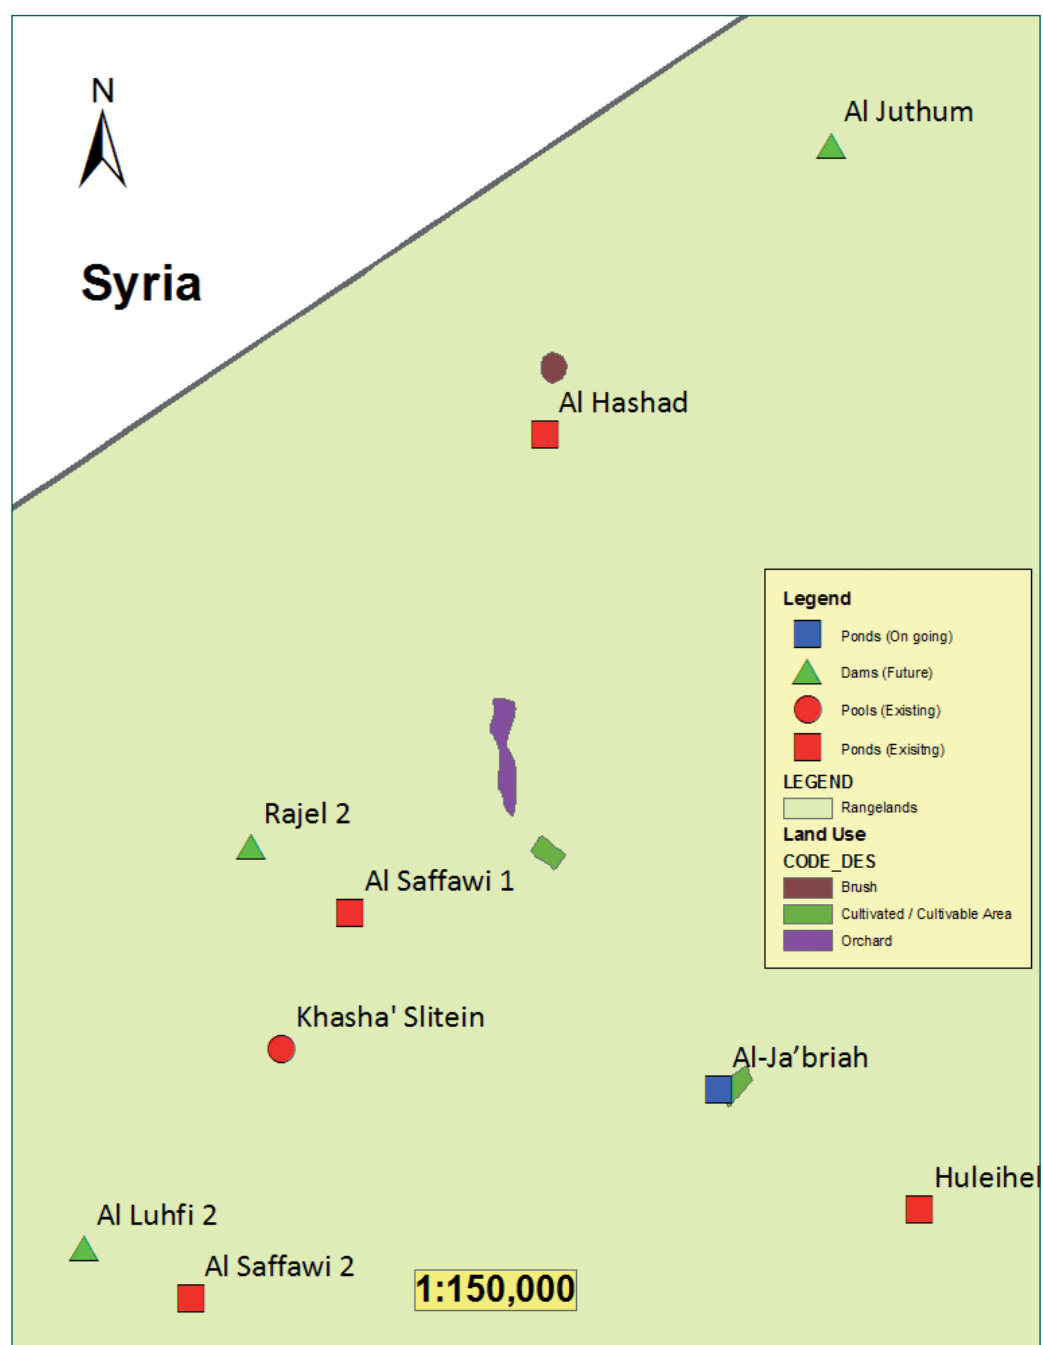 N
Al Juthum
Syria
Al Hashad
Legend
Ponds (On going)
Dams (Future)
Pools (Existing)
Ponds (Exisitng)
LEGEND
Rangelands
Land Use
CODE_DES
Brush
Cultivated / Cultivable Area
Orchard
Rajel 2
Al Saffawi 1
Khasha' Slitein
Al-Ja’briah
Huleihel
Al Luhfi 2
Al Saffawi 2
1:150,000